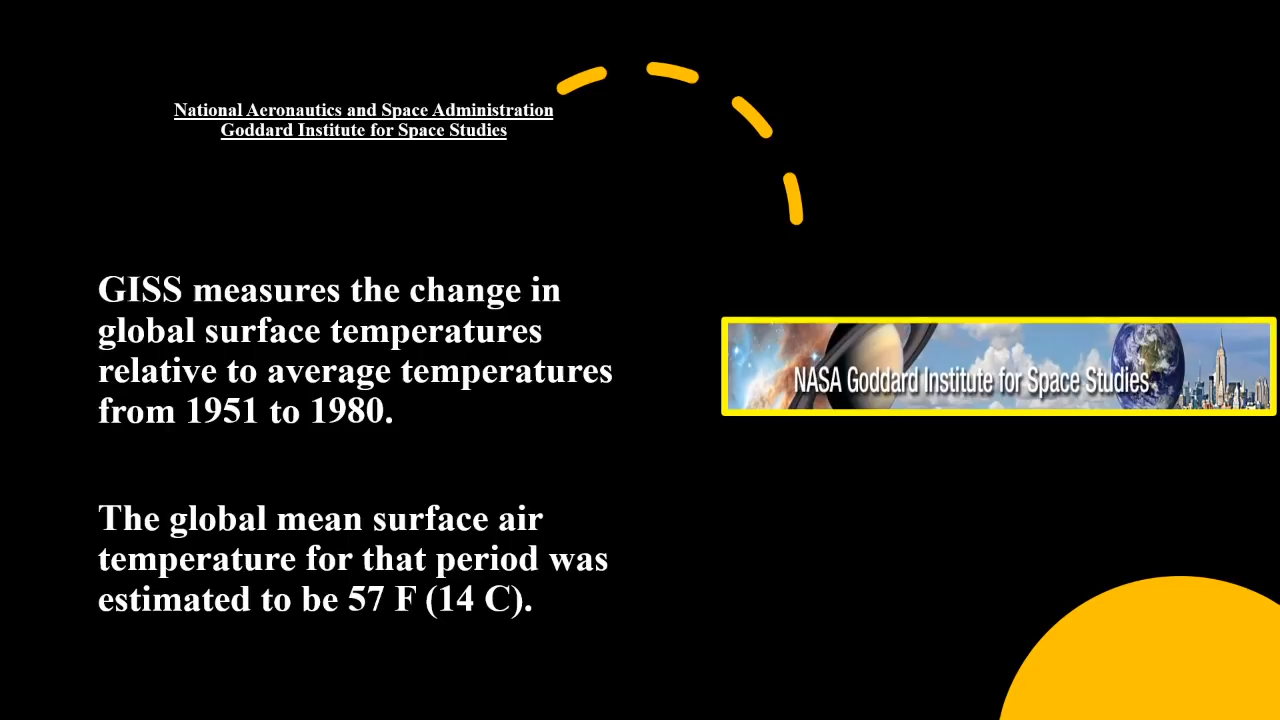 National Aeronautics and Space Administration
Goddard Institute for Space Studies
GISS measures the change in
global surface temperatures
relative to average temperatures
from 1951 to 1980.
The global mean surface air
temperature for that period was
estimated to be 57 F (14 C).
NASA Goddard Institute for Space Studies